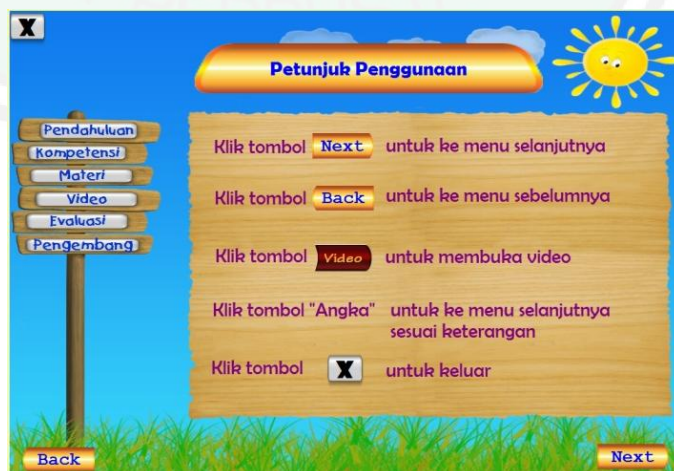 X
Petunjuk Penggunaan
Pendahuluan
Kompetensi
Materi
Video
Evaluasi
Pengembang
Klik tombol Next untuk ke menu selanjutnya
Klik tombol Back untuk ke menu sebelumnya
Klik tombol Video untuk membuka video
Klik tombol "Angka" untuk ke menu selanjutnya
sesuai keterangan
Klik tombol X untuk keluar
Back
Next